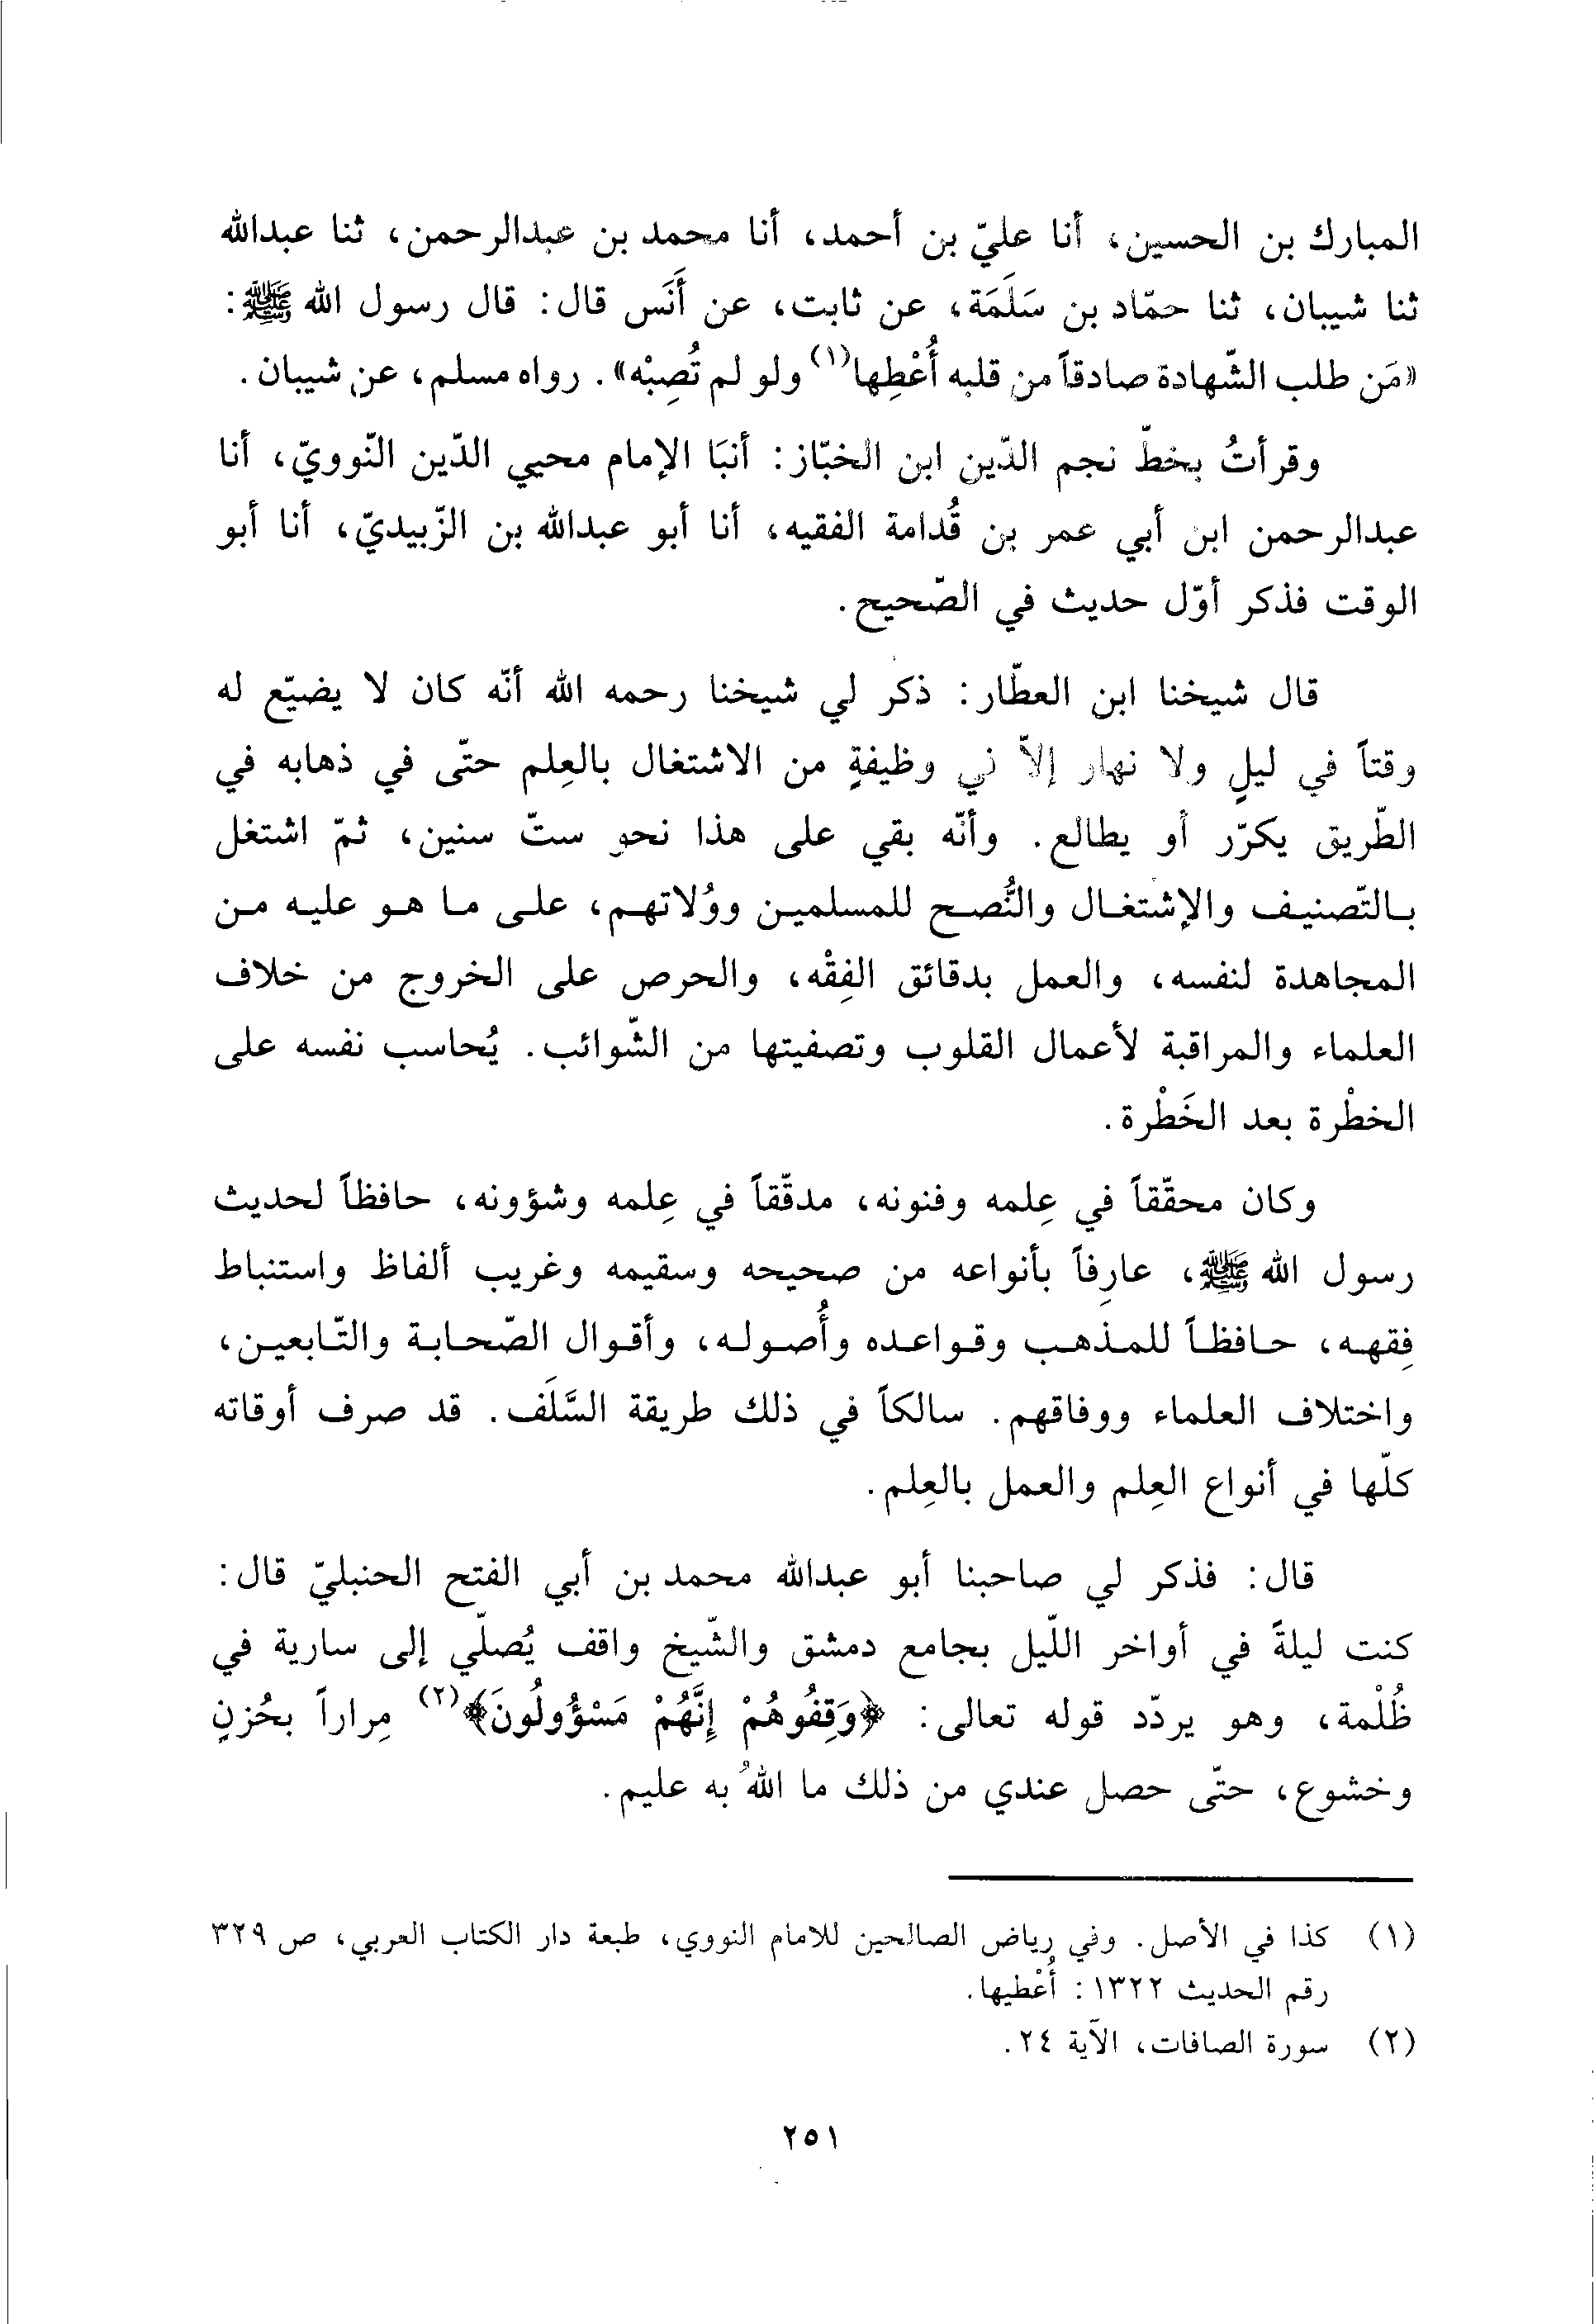 المبارك بن الحسين، أنا عليّ بن أحمد، أنا محمد بن عبدالرحمن، ثنا عبدالله
ثنا شيبان، ثنا حمّاد بن سَلَمَة، عن ثابت، عن أَنَس قال: قال رسول الله ﷺ:
«مَن طلب الشّهادة صادقاً من قلبه أُعْطِها(١) ولو لم تُصِبْه». رواه مسلم، عن شيبان.
وقرأتُ بخطّ نجم الدّين ابن الخبّاز: أنبَا الإمام محيي الدّين النّوويّ، أنا
عبدالرحمن ابن أبي عمر بن قُدامة الفقيه، أنا أبو عبدالله بن الزّبيديّ، أنا أبو
الوقت فذكر أوّل حديث في الصّحيح.
قال شيخنا ابن العطّار: ذكر لي شيخنا رحمه الله أنّه كان لا يضيّع له
وقتاً في ليلٍ ولا نهار إلاّ في وظيفةٍ من الاشتغال بالعِلم حتّى في ذهابه في
الطّريق يكرّر أو يطالع. وأنّه بقي على هذا نحو ستّ سنين، ثمّ اشتغل
بالتّصنيف والإشتغال والنُّصح للمسلمين ووُلاتهم، على ما هو عليه من
المجاهدة لنفسه، والعمل بدقائق الفِقْه، والحرص على الخروج من خلاف
العلماء والمراقبة لأعمال القلوب وتصفيتها من الشّوائب. يُحاسب نفسه على
الخطْرة بعد الخَطْرة.
وكان محقّقاً في عِلمه وفنونه، مدقّقاً في عِلمه وشؤونه، حافظاً لحديث
رسول الله ﷺ، عارِفاً بأنواعه من صحيحه وسقيمه وغريب ألفاظ واستنباط
فِقهه، حافظاً للمذهب وقواعده وأُصوله، وأقوال الصّحابة والتّابعين،
واختلاف العلماء ووفاقهم. سالكاً في ذلك طريقة السَّلَف. قد صرف أوقاته
كلّها في أنواع العِلم والعمل بالعِلم.
قال: فذكر لي صاحبنا أبو عبدالله محمد بن أبي الفتح الحنبليّ قال:
كنت ليلةً في أواخر اللّيل بجامع دمشق والشّيخ واقف يُصلّي إلى سارية في
ظُلْمة، وهو يردّد قوله تعالى: ﴿وَقِفُوهُمْ إِنَّهُمْ مَسْؤُولُونَ﴾(٢) مِراراً بحُزنٍ
وخشوع، حتّى حصل عندي من ذلك ما اللهُ به عليم.
(١) كذا في الأصل. وفي رياض الصالحين للامام النووي، طبعة دار الكتاب العربي، ص ٣٢٩
رقم الحديث ١٣٢٢: أُعْطيها.
(٢) سورة الصافات، الآية ٢٤.
٢٥١